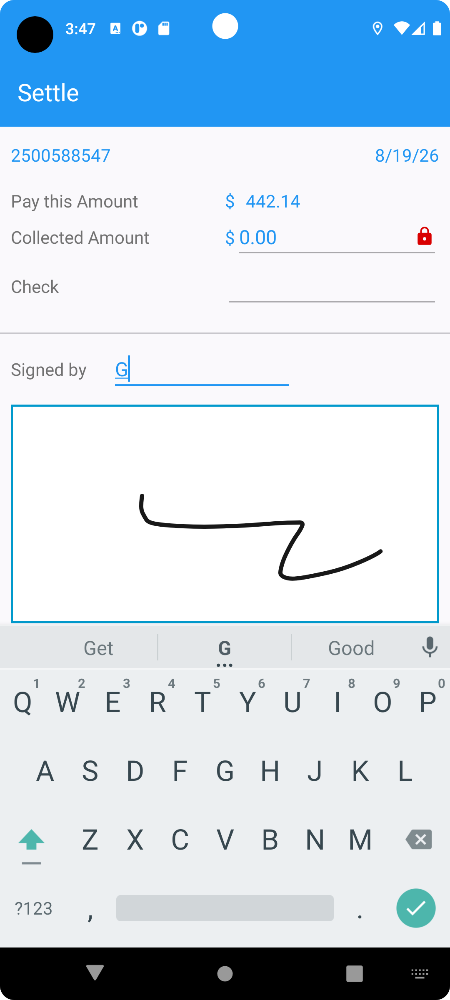 3:47
Settle
2500588547 8/19/26
Pay this Amount $ 442.14
Collected Amount $ 0.00
Check
Signed by G
Get G Good
1 2 3 4 5 6 7 8 9 0
Q W E R T Y U I O P
A S D F G H J K L
Z X C V B N M
?123 , .